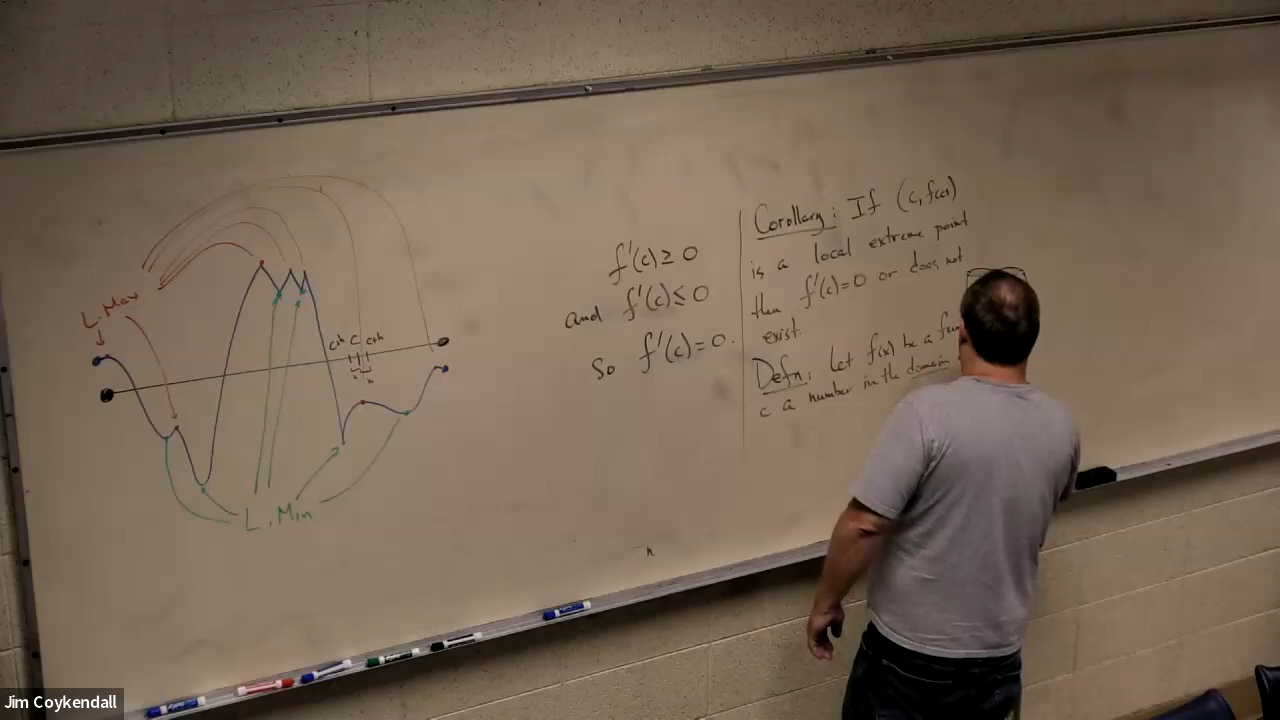 L. Max
c-h c c+h
h h
L. Min
f'(c) ≥ 0
and f'(c) ≤ 0
So f'(c) = 0.
Corollary: If (c, f(c))
is a local extreme point
then f'(c) = 0 or does not
exist.
Defn: Let f(x) be a
c a number in the domain
Jim Coykendall